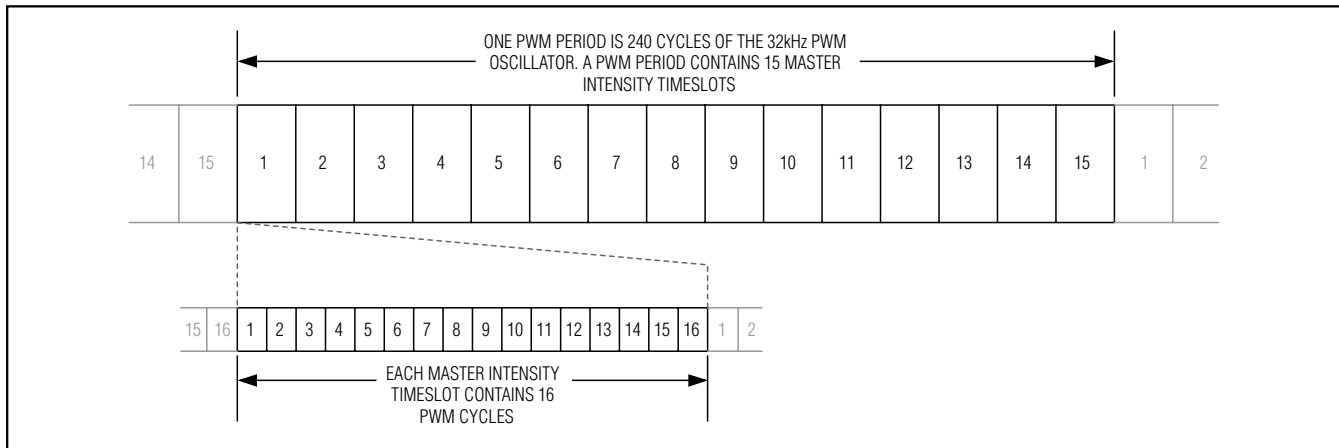 ONE PWM PERIOD IS 240 CYCLES OF THE 32kHz PWM
OSCILLATOR. A PWM PERIOD CONTAINS 15 MASTER
INTENSITY TIMESLOTS
14 15 1 2 3 4 5 6 7 8 9 10 11 12 13 14 15 1 2
15 16 1 2 3 4 5 6 7 8 9 10 11 12 13 14 15 16 1 2
EACH MASTER INTENSITY
TIMESLOT CONTAINS 16
PWM CYCLES